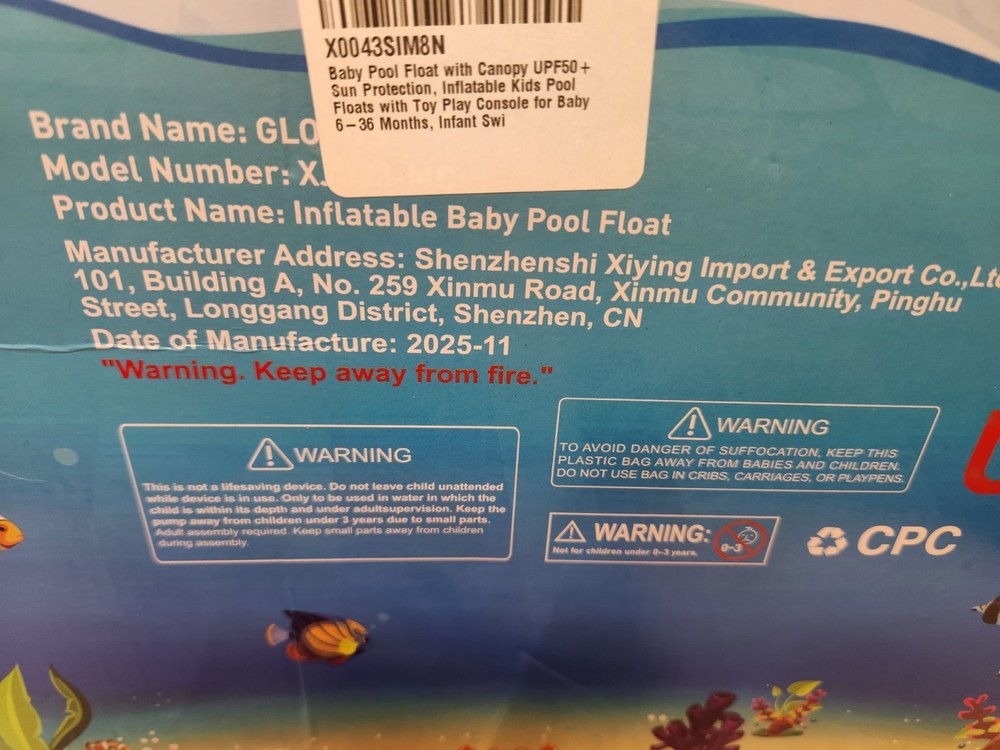 X0043SIM8N
Baby Pool Float with Canopy UPF50+
Sun Protection, Inflatable Kids Pool
Floats with Toy Play Console for Baby
6-36 Months, Infant Swi
Brand Name: GLO
Model Number: X
Product Name: Inflatable Baby Pool Float
Manufacturer Address: Shenzhenshi Xiying Import & Export Co.,Lt
101, Building A, No. 259 Xinmu Road, Xinmu Community, Pinghu
Street, Longgang District, Shenzhen, CN
Date of Manufacture: 2025-11
"Warning. Keep away from fire."
WARNING
This is not a lifesaving device. Do not leave child unattended
while device is in use. Only to be used in water in which the
child is within its depth and under adultsupervision. Keep the
pump away from children under 3 years due to small parts.
Adult assembly required. Keep small parts away from children
during assembly.
WARNING
TO AVOID DANGER OF SUFFOCATION, KEEP THIS
PLASTIC BAG AWAY FROM BABIES AND CHILDREN.
DO NOT USE BAG IN CRIBS, CARRIAGES, OR PLAYPENS.
WARNING:
Not for children under 0-3 years.
0-3
CPC